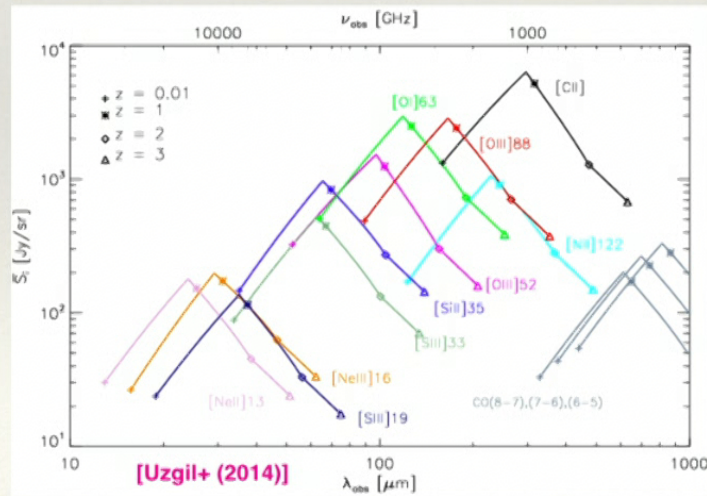 ν_obs [GHz]
10000 1000
10⁴
+ z = 0.01
✱ z = 1
◇ z = 2
△ z = 3
[OI]63
[CII]
[OIII]88
10³
S̄ᵢ [Jy/sr]
[NII]122
[OIII]52
[SiII]35
10²
[SIII]33
[NeIII]16
[NeII]13
[SIII]19
CO(8-7),(7-6),(6-5)
10¹
10 100 1000
[Uzgil+ (2014)]
λ_obs [μm]